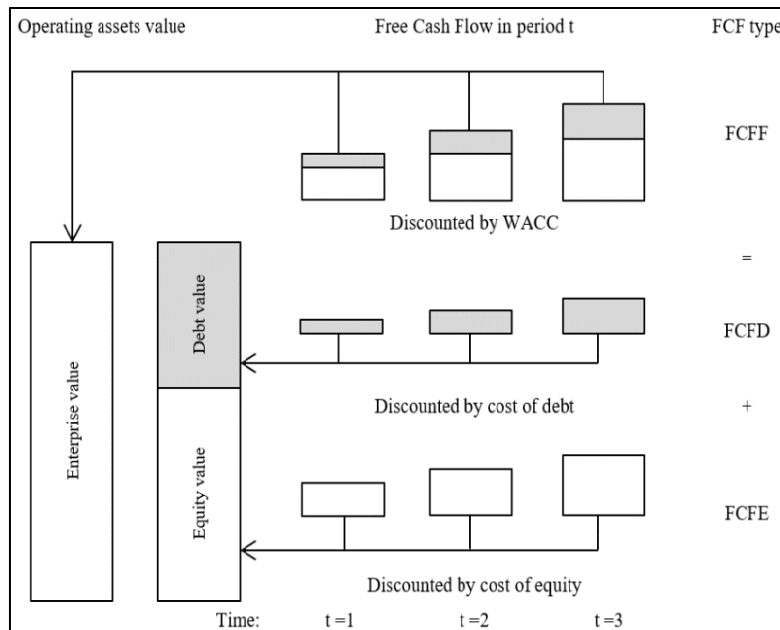 Operating assets value Free Cash Flow in period t FCF type
FCFF
Discounted by WACC
=
Enterprise value
Debt value
FCFD
Discounted by cost of debt +
Equity value
FCFE
Discounted by cost of equity
Time: t =1 t =2 t =3